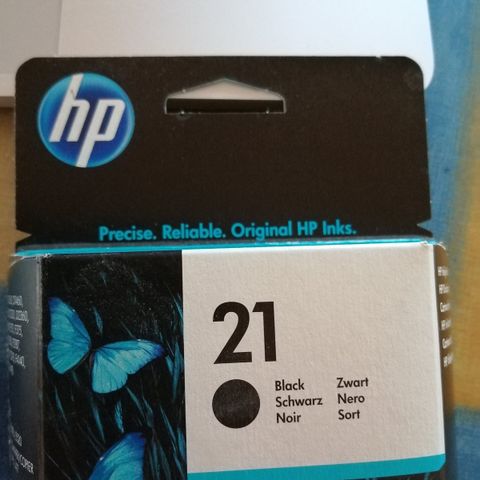 hp
Precise. Reliable. Original HP Inks.
21
Black Zwart
Schwarz Nero
Noir Sort